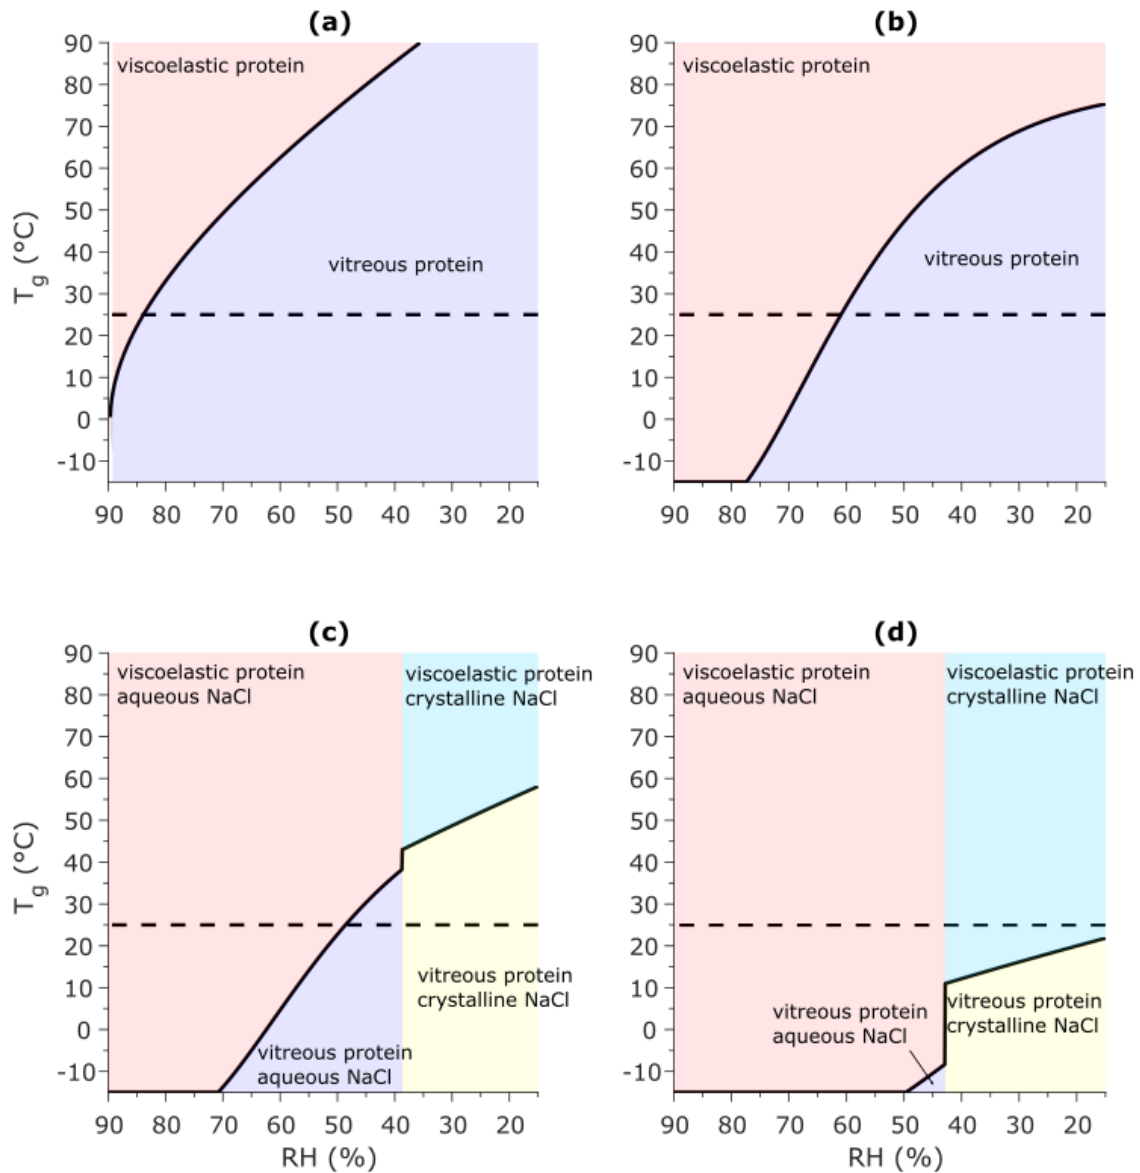 (a)
(b)
90
80
70
60
50
40
30
20
10
0
-10
T_g (°C)
viscoelastic protein
vitreous protein
90 80 70 60 50 40 30 20
90
80
70
60
50
40
30
20
10
0
-10
viscoelastic protein
vitreous protein
90 80 70 60 50 40 30 20
(c)
(d)
90
80
70
60
50
40
30
20
10
0
-10
T_g (°C)
viscoelastic protein
aqueous NaCl
viscoelastic protein
crystalline NaCl
vitreous protein
crystalline NaCl
vitreous protein
aqueous NaCl
90 80 70 60 50 40 30 20
RH (%)
90
80
70
60
50
40
30
20
10
0
-10
viscoelastic protein
aqueous NaCl
viscoelastic protein
crystalline NaCl
vitreous protein
aqueous NaCl
vitreous protein
crystalline NaCl
90 80 70 60 50 40 30 20
RH (%)